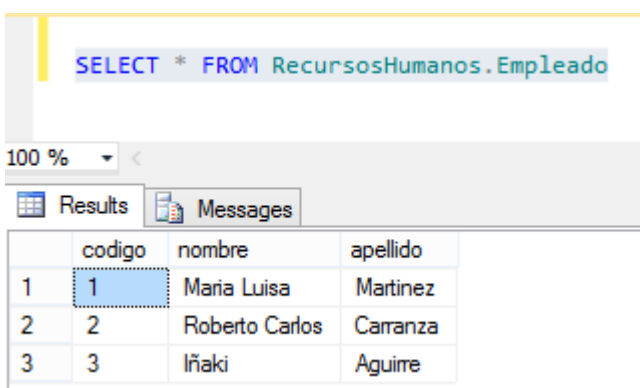 SELECT * FROM RecursosHumanos.Empleado
100 %
Results Messages
codigo nombre apellido
1 1 Maria Luisa Martinez
2 2 Roberto Carlos Carranza
3 3 Iñaki Aguirre